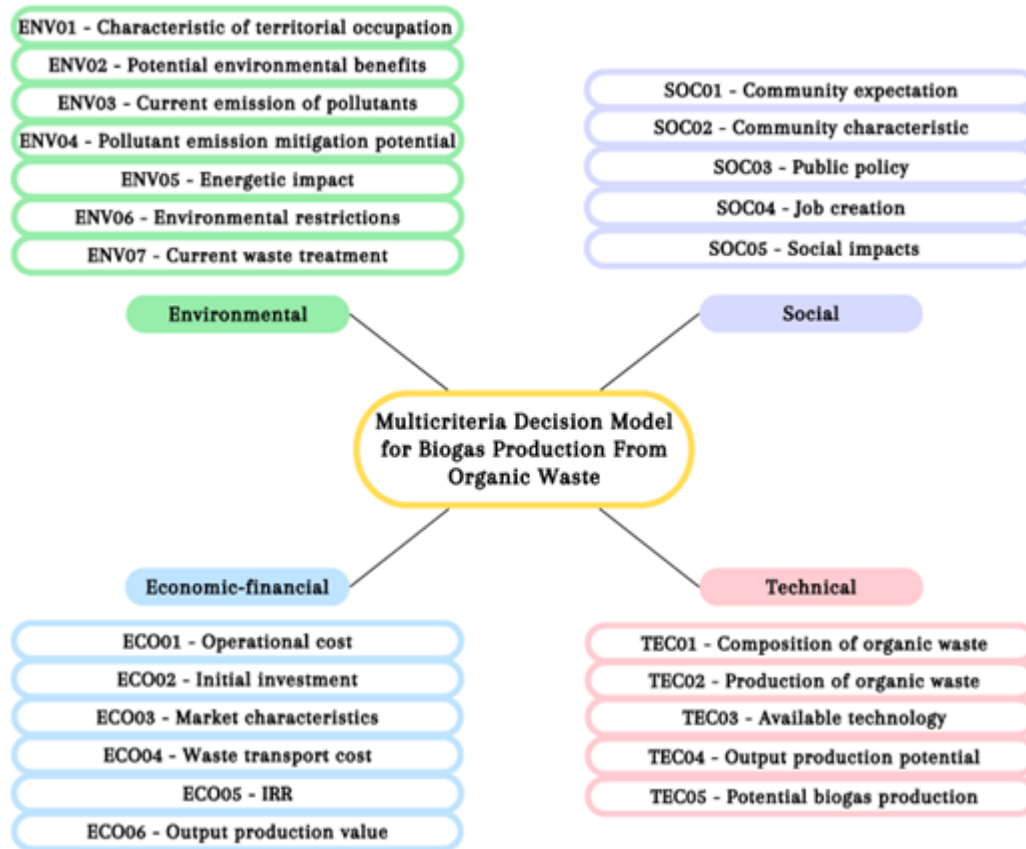 ENV01 - Characteristic of territorial occupation
ENV02 - Potential environmental benefits
ENV03 - Current emission of pollutants
ENV04 - Pollutant emission mitigation potential
ENV05 - Energetic impact
ENV06 - Environmental restrictions
ENV07 - Current waste treatment
Environmental
SOC01 - Community expectation
SOC02 - Community characteristic
SOC03 - Public policy
SOC04 - Job creation
SOC05 - Social impacts
Social
Multicriteria Decision Model
for Biogas Production From
Organic Waste
Economic-financial
ECO01 - Operational cost
ECO02 - Initial investment
ECO03 - Market characteristics
ECO04 - Waste transport cost
ECO05 - IRR
ECO06 - Output production value
Technical
TEC01 - Composition of organic waste
TEC02 - Production of organic waste
TEC03 - Available technology
TEC04 - Output production potential
TEC05 - Potential biogas production